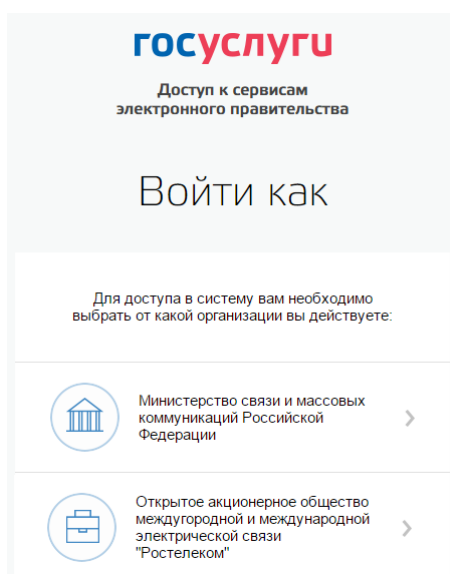 госуслуги
Доступ к сервисам
электронного правительства
Войти как
Для доступа в систему вам необходимо
выбрать от какой организации вы действуете:
Министерство связи и массовых
коммуникаций Российской
Федерации
Открытое акционерное общество
междугородной и международной
электрической связи
"Ростелеком"